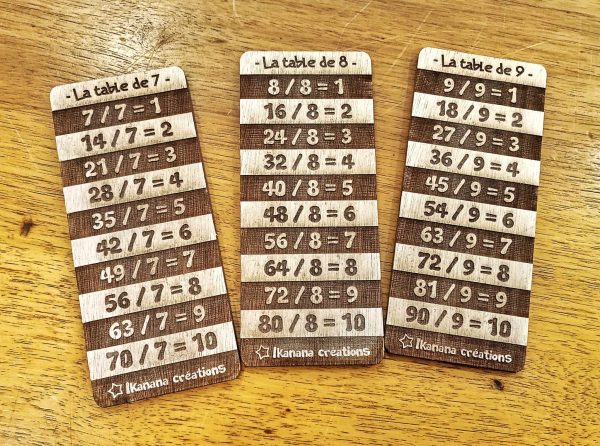 - La table de 7 -
7 / 7 = 1
14 / 7 = 2
21 / 7 = 3
28 / 7 = 4
35 / 7 = 5
42 / 7 = 6
49 / 7 = 7
56 / 7 = 8
63 / 7 = 9
70 / 7 = 10
Ikanana creations
- La table de 8 -
8 / 8 = 1
16 / 8 = 2
24 / 8 = 3
32 / 8 = 4
40 / 8 = 5
48 / 8 = 6
56 / 8 = 7
64 / 8 = 8
72 / 8 = 9
80 / 8 = 10
Ikanana creations
- La table de 9 -
9 / 9 = 1
18 / 9 = 2
27 / 9 = 3
36 / 9 = 4
45 / 9 = 5
54 / 9 = 6
63 / 9 = 7
72 / 9 = 8
81 / 9 = 9
90 / 9 = 10
Ikanana creations